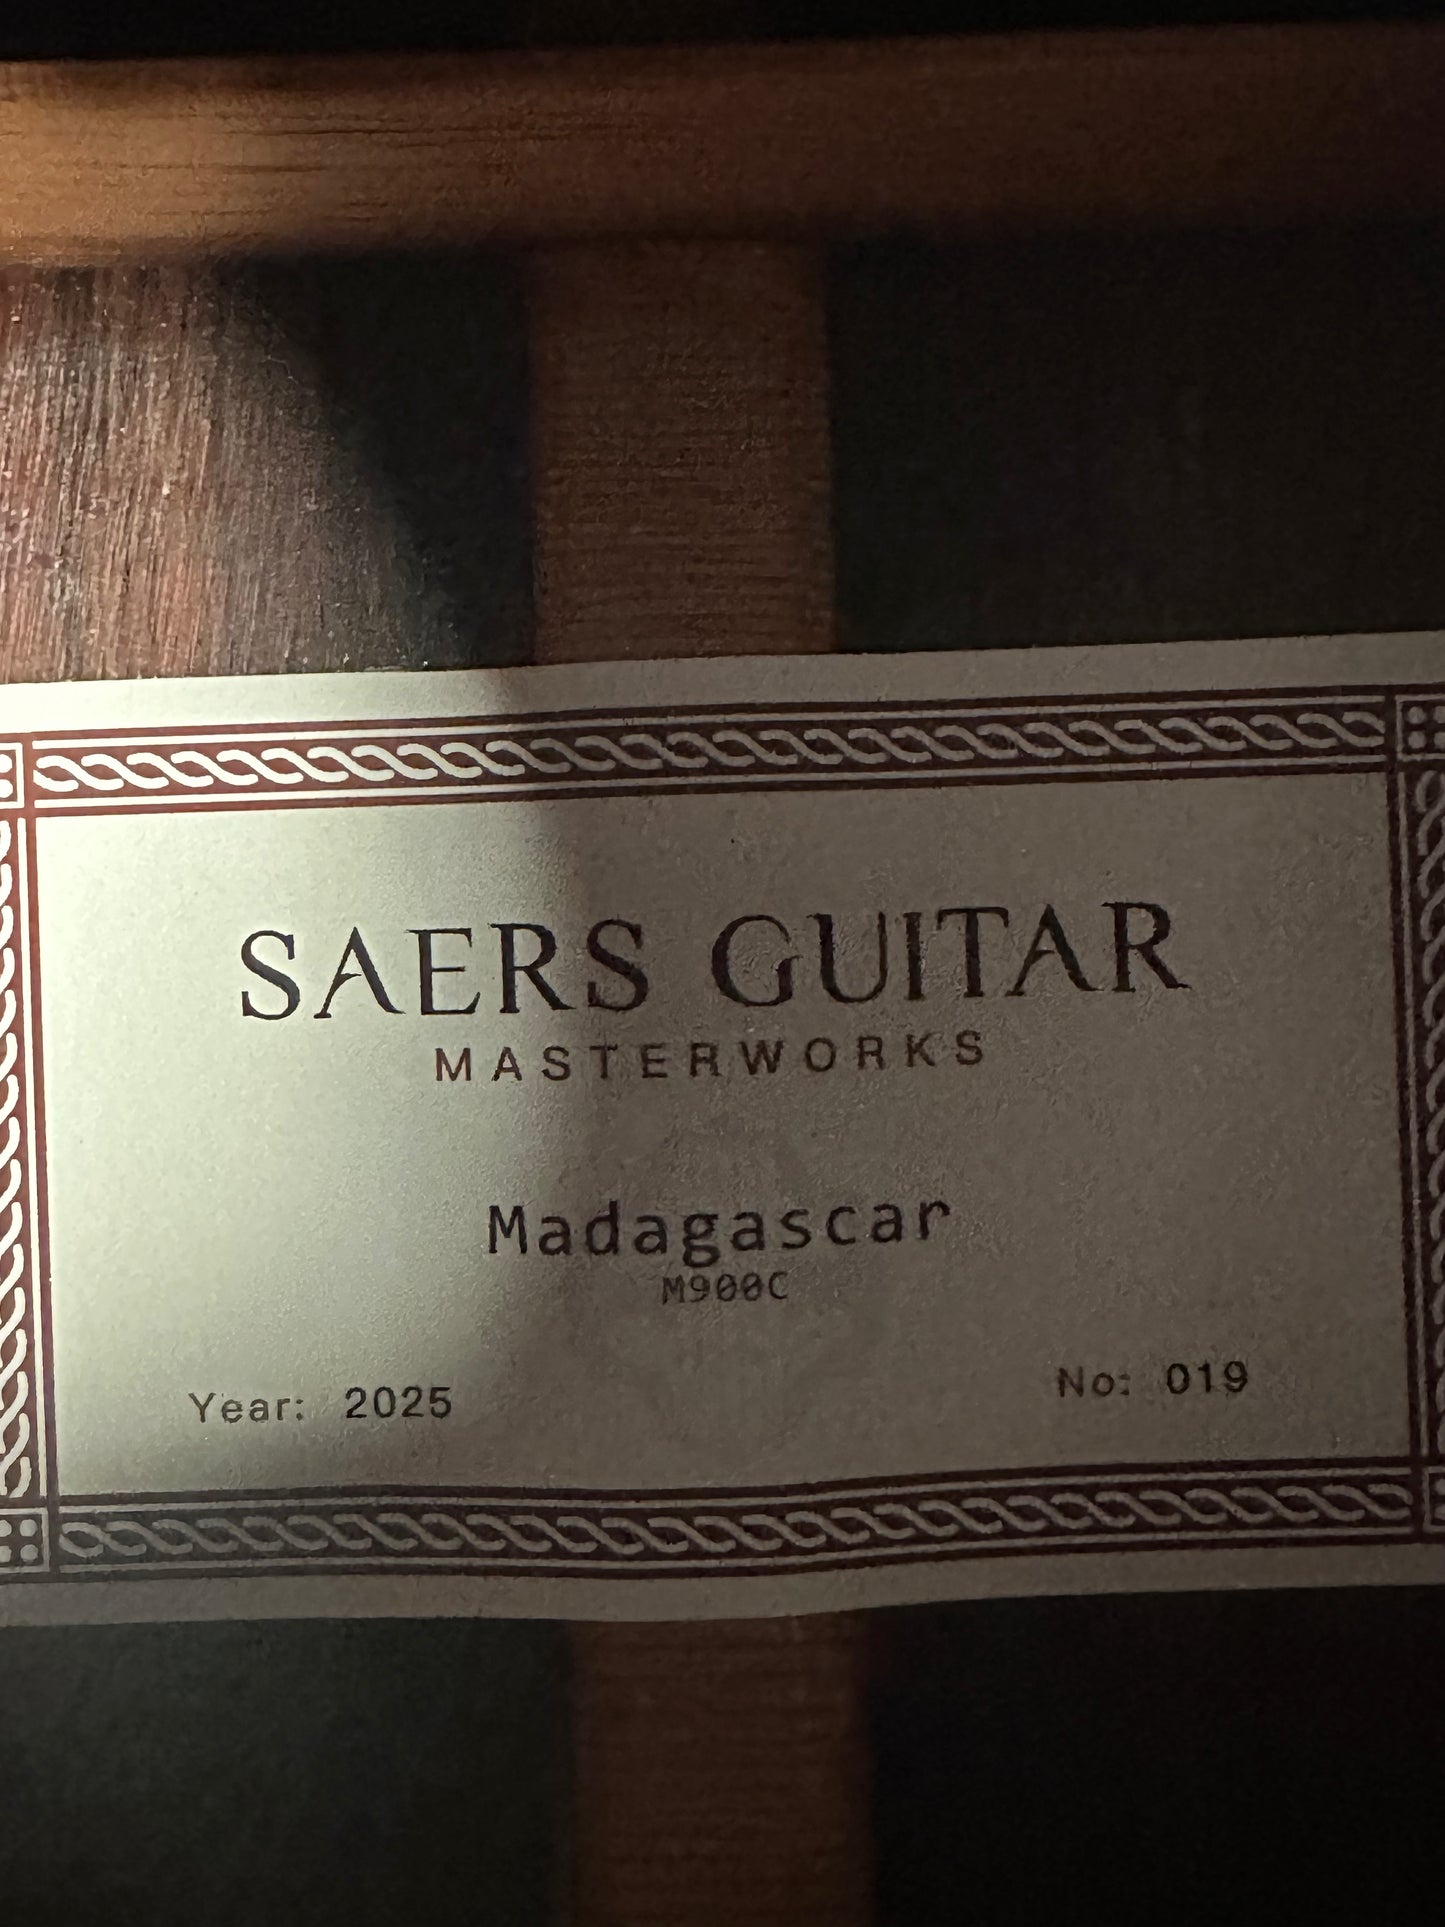 SAERS GUITAR
MASTERWORKS
Madagascar
M900C
Year: 2025 No: 019